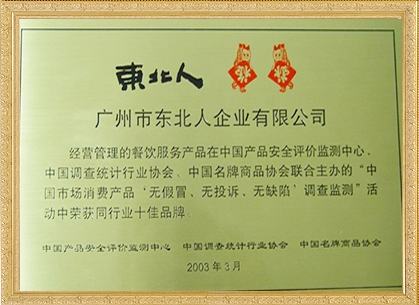 東北人
广州市东北人企业有限公司
经营管理的餐饮服务产品在中国产品安全评价监测中心、
中国调查统计行业协会、中国名牌商品协会联合主办的“中
国市场消费产品‘无假冒、无投诉、无缺陷’调查监测”活
动中荣获同行业十佳品牌。
中国产品安全评价监测中心 中国调查统计行业协会 中国名牌商品协会
2003年3月